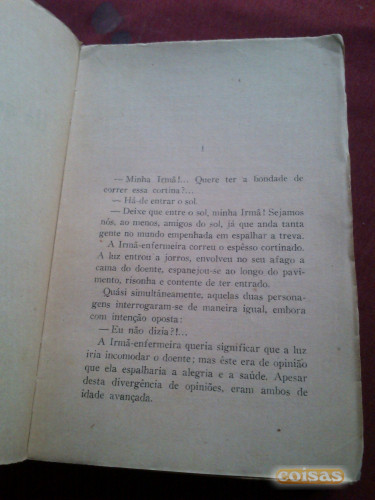 I
— Minha Irmã!... Quere ter a bondade de
correr essa cortina?...
— Há-de entrar o sol.
— Deixe que entre o sol, minha Irmã! Sejamos
nós, ao menos, amigos do sol, já que anda tanta
gente no mundo empenhada em espalhar a treva.
A Irmã-enfermeira correu o espêsso cortinado.
A luz entrou a jorros, envolveu no seu afago a
cama do doente, espanejou-se ao longo do pavi-
mento, risonha e contente de ter entrado.
Quási simultâneamente, aquelas duas persona-
gens interrogaram-se de maneira igual, embora
com intenção oposta:
— Eu não dizia?!...
A Irmã-enfermeira queria significar que a luz
iria incomodar o doente; mas êste era de opinião
que ela espalharia a alegria e a saúde. Apesar
desta divergência de opiniões, eram ambos de
idade avançada.
coisas